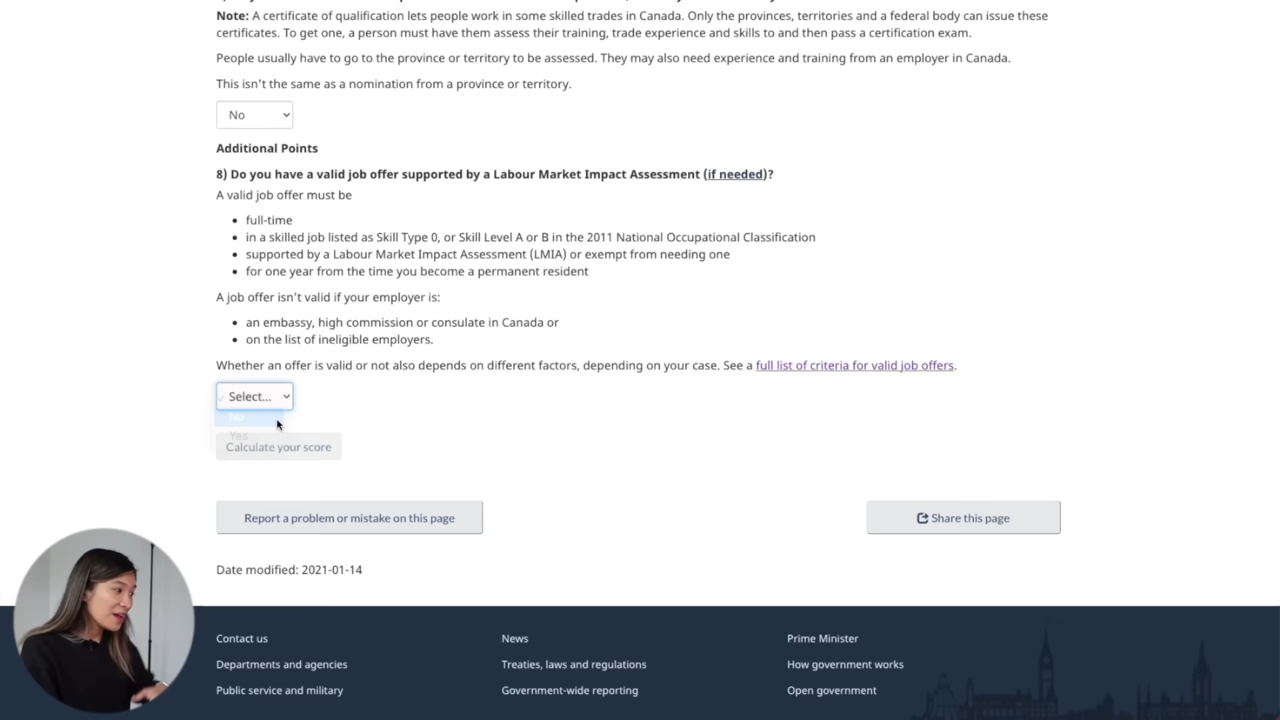 Note: A certificate of qualification lets people work in some skilled trades in Canada. Only the provinces, territories and a federal body can issue these
certificates. To get one, a person must have them assess their training, trade experience and skills to and then pass a certification exam.
People usually have to go to the province or territory to be assessed. They may also need experience and training from an employer in Canada.
This isn't the same as a nomination from a province or territory.
No
Additional Points
8) Do you have a valid job offer supported by a Labour Market Impact Assessment (if needed)?
A valid job offer must be
full-time
in a skilled job listed as Skill Type 0, or Skill Level A or B in the 2011 National Occupational Classification
supported by a Labour Market Impact Assessment (LMIA) or exempt from needing one
for one year from the time you become a permanent resident
A job offer isn't valid if your employer is:
an embassy, high commission or consulate in Canada or
on the list of ineligible employers.
Whether an offer is valid or not also depends on different factors, depending on your case. See a full list of criteria for valid job offers.
Select...
No
Yes
Calculate your score
Report a problem or mistake on this page
Share this page
Date modified: 2021-01-14
Contact us
News
Prime Minister
Departments and agencies
Treaties, laws and regulations
How government works
Public service and military
Government-wide reporting
Open government